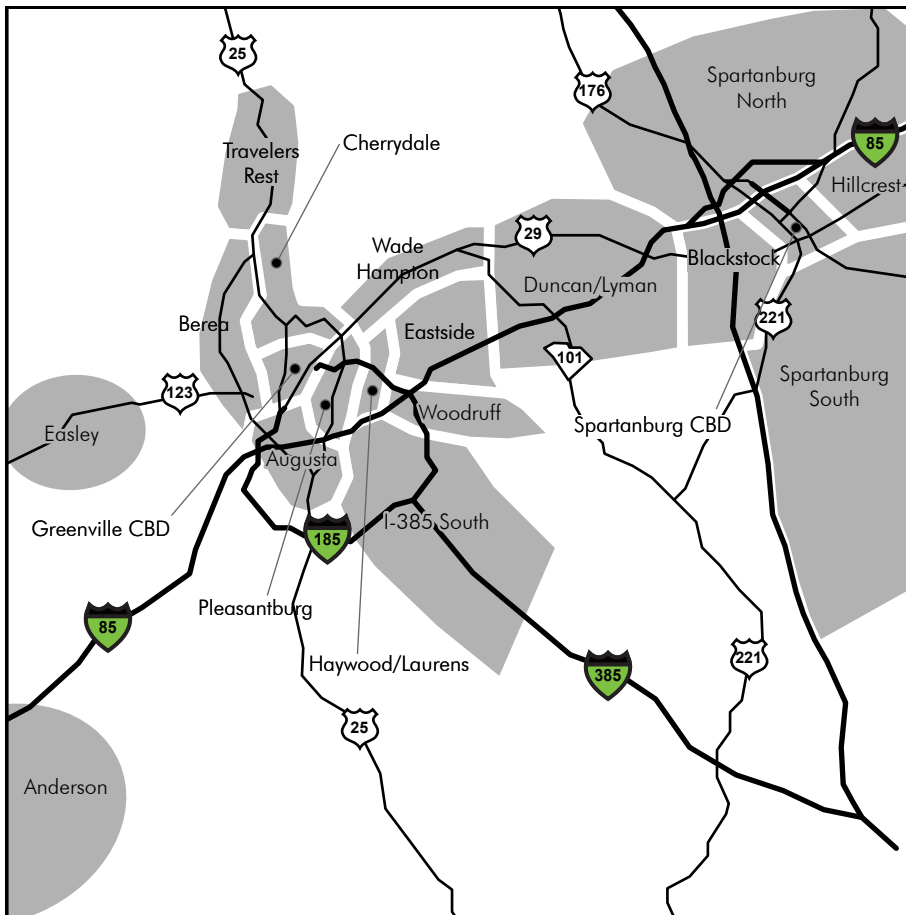 25
176
Spartanburg
North
85
Cherrydale
Travelers
Rest
Hillcrest
29
Wade
Hampton
Blackstock
Duncan/Lyman
221
Berea
Eastside
101
123
Spartanburg
South
Woodruff
Spartanburg CBD
Easley
Augusta
Greenville CBD
I-385 South
185
Pleasantburg
85
Haywood/Laurens
221
385
25
Anderson